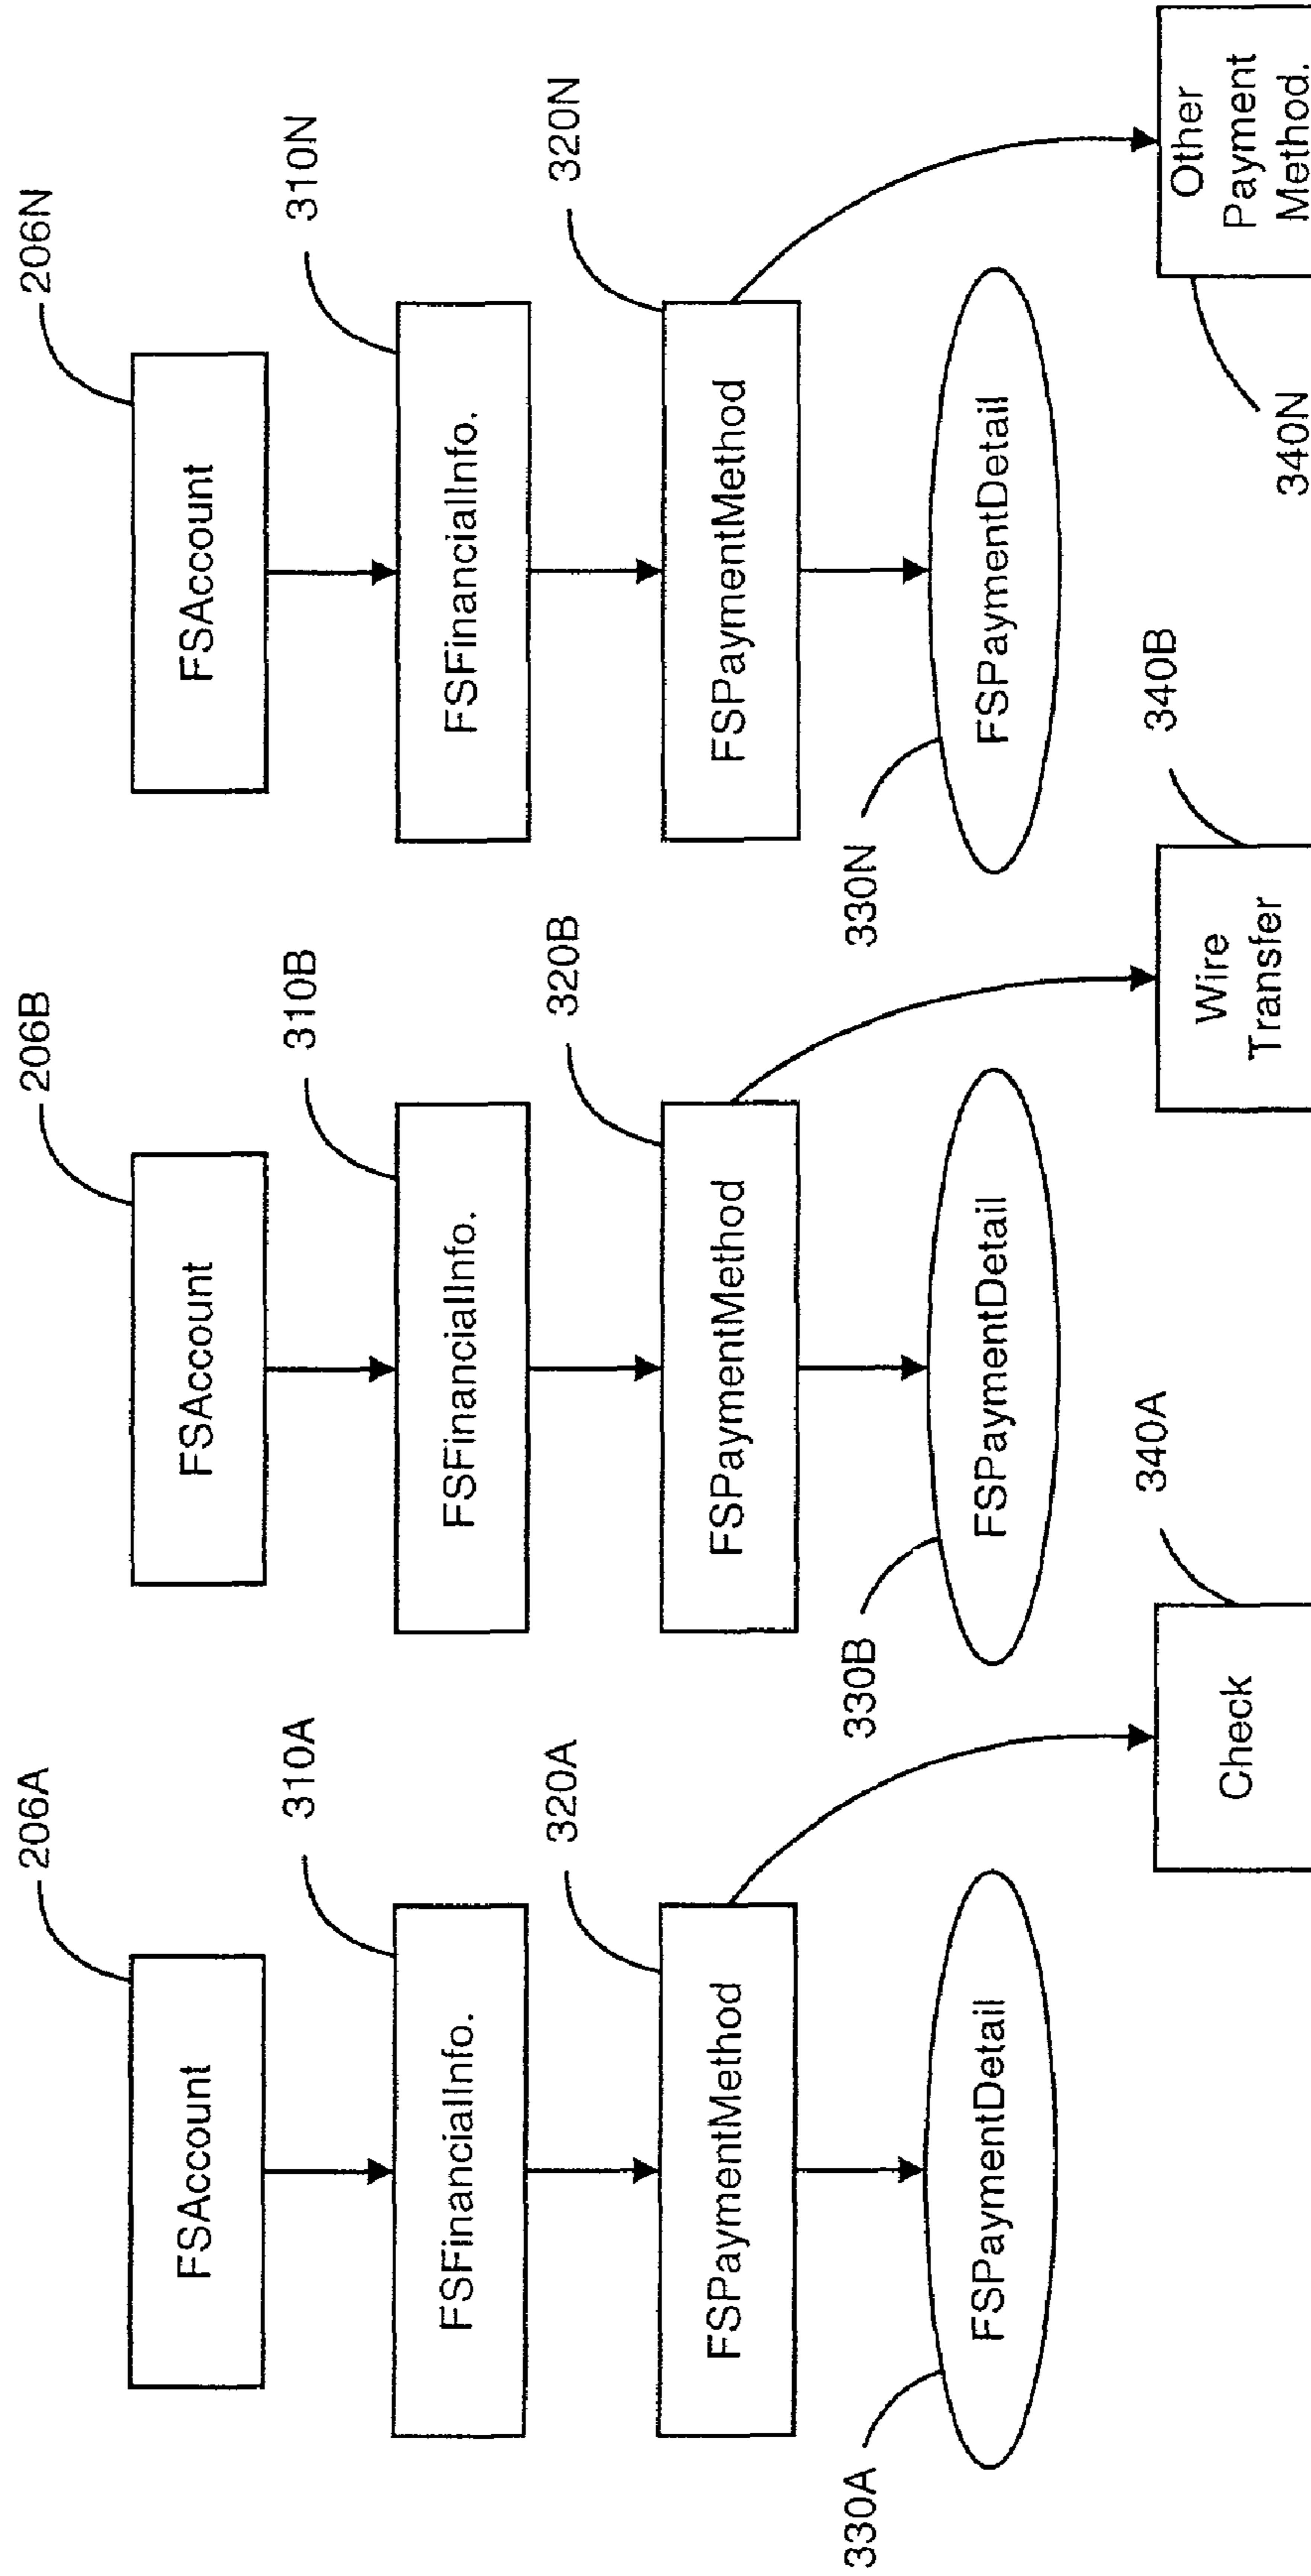 206A
206B
206N
FSAccount
FSAccount
FSAccount
310A
310B
310N
FSFinancialInfo.
FSFinancialInfo.
FSFinancialInfo.
320A
320B
320N
FSPaymentMethod
FSPaymentMethod
FSPaymentMethod
330A
330B
330N
FSPaymentDetail
FSPaymentDetail
FSPaymentDetail
340A
340B
340N
Check
Wire
Transfer
Other
Payment
Method.